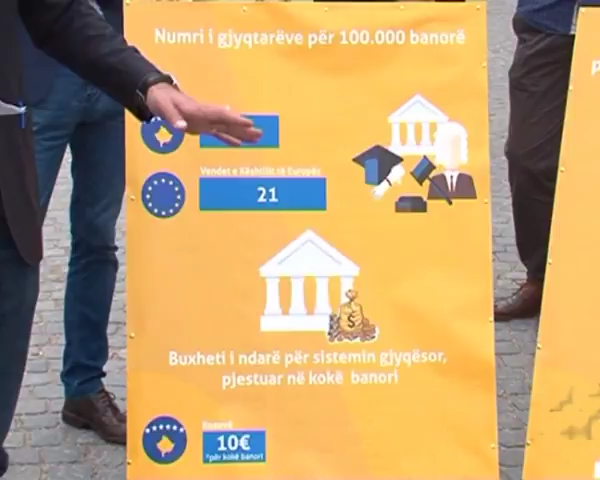 Numri i gjyqtarëve për 100.000 banorë
Vendet e Këshillit të Europës
21
Buxheti i ndarë për sistemin gjyqësor,
pjestuar në kokë banori
Kosovë
10€
*për kokë banori